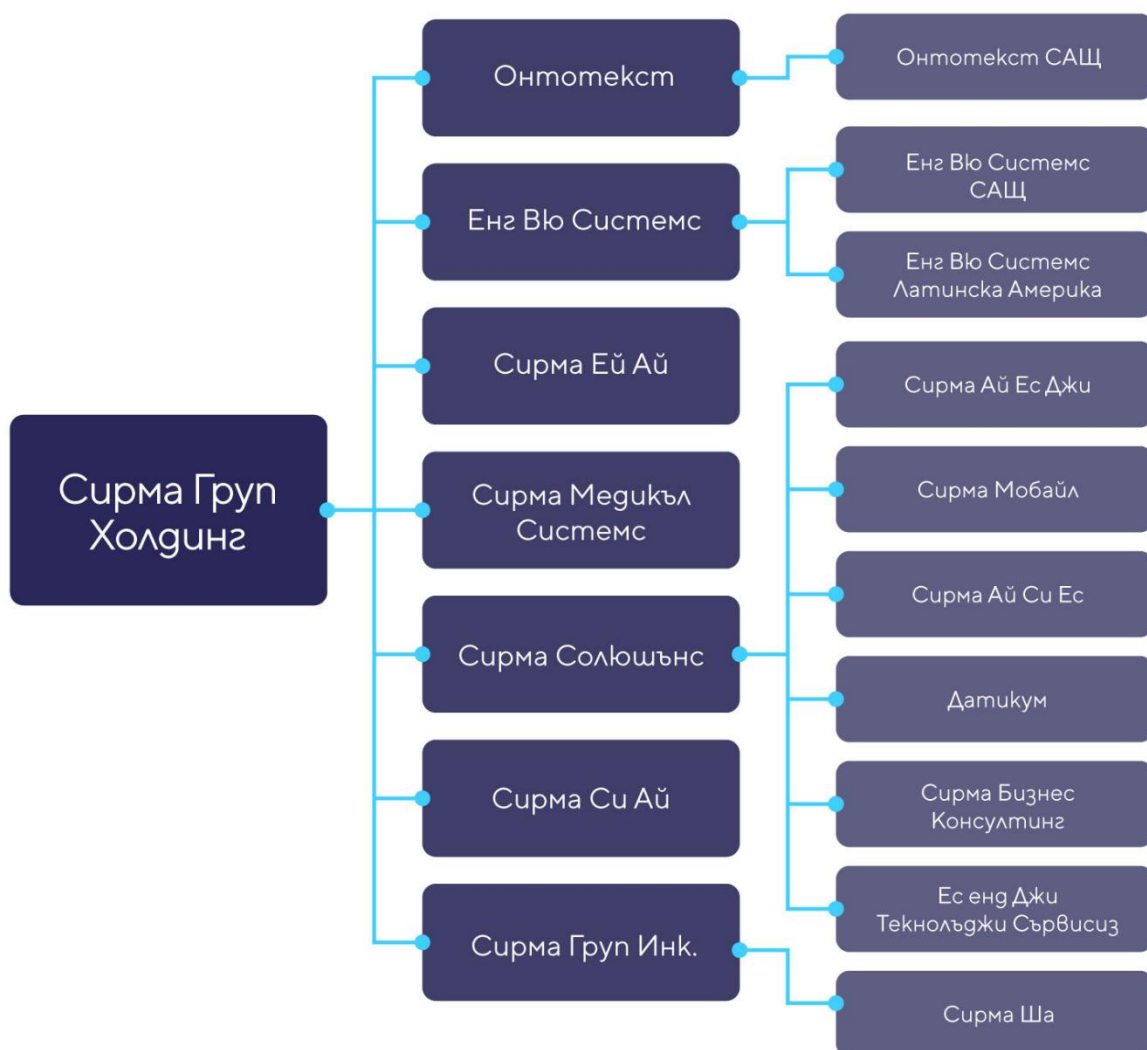 Сирма Груп
Холдинг
Онтотекст
Енг Вю Системс
Сирма Ей Ай
Сирма Медикъл
Системс
Сирма Солюшънс
Сирма Си Ай
Сирма Груп Инк.
Онтотекст САЩ
Енг Вю Системс
САЩ
Енг Вю Системс
Латинска Америка
Сирма Ай Ес Джи
Сирма Мобайл
Сирма Ай Си Ес
Датикум
Сирма Бизнес
Консултинг
Ес енд Джи
Текнолъджи Сървисиз
Сирма Ша